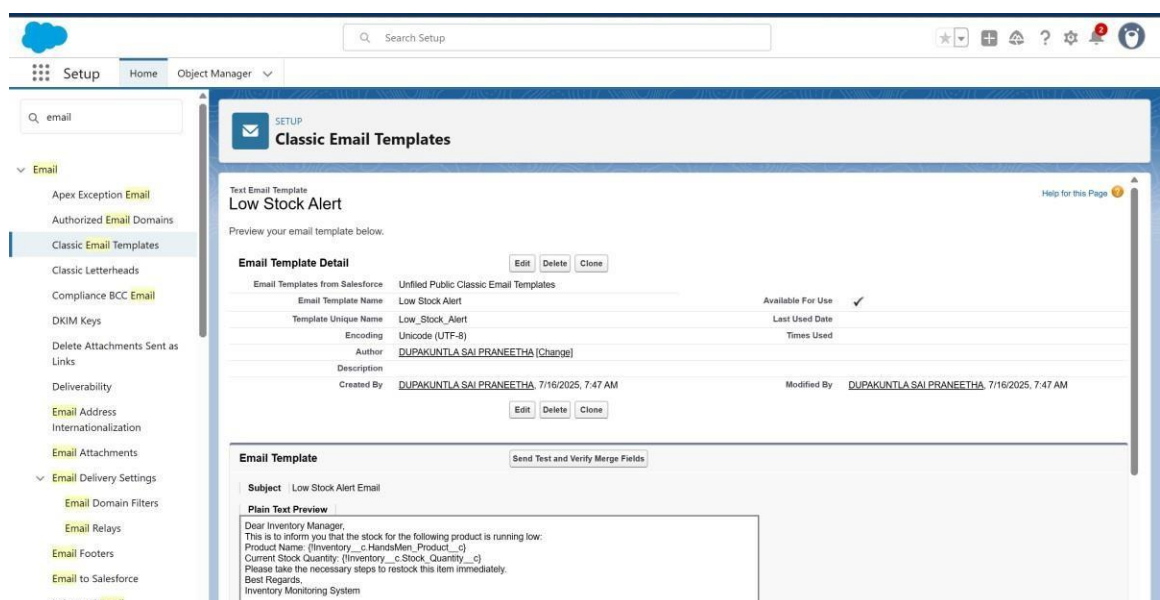 Search Setup
2
Setup
Home
Object Manager
email
Email
Apex Exception Email
Authorized Email Domains
Classic Email Templates
Classic Letterheads
Compliance BCC Email
DKIM Keys
Delete Attachments Sent as
Links
Deliverability
Email Address
Internationalization
Email Attachments
Email Delivery Settings
Email Domain Filters
Email Relays
Email Footers
Email to Salesforce
SETUP
Classic Email Templates
Text Email Template
Low Stock Alert
Help for this Page
Preview your email template below.
Email Template Detail
Edit Delete Clone
Email Templates from Salesforce Unfiled Public Classic Email Templates
Email Template Name Low Stock Alert Available For Use ✓
Template Unique Name Low_Stock_Alert Last Used Date
Encoding Unicode (UTF-8) Times Used
Author DUPAKUNTLA SAI PRANEETHA [Change]
Description
Created By DUPAKUNTLA SAI PRANEETHA, 7/16/2025, 7:47 AM Modified By DUPAKUNTLA SAI PRANEETHA, 7/16/2025, 7:47 AM
Edit Delete Clone
Email Template Send Test and Verify Merge Fields
Subject Low Stock Alert Email
Plain Text Preview
Dear Inventory Manager,
This is to inform you that the stock for the following product is running low:
Product Name: {!Inventory__c.HandsMen_Product__c}
Current Stock Quantity: {!Inventory__c.Stock_Quantity__c}
Please take the necessary steps to restock this item immediately.
Best Regards,
Inventory Monitoring System